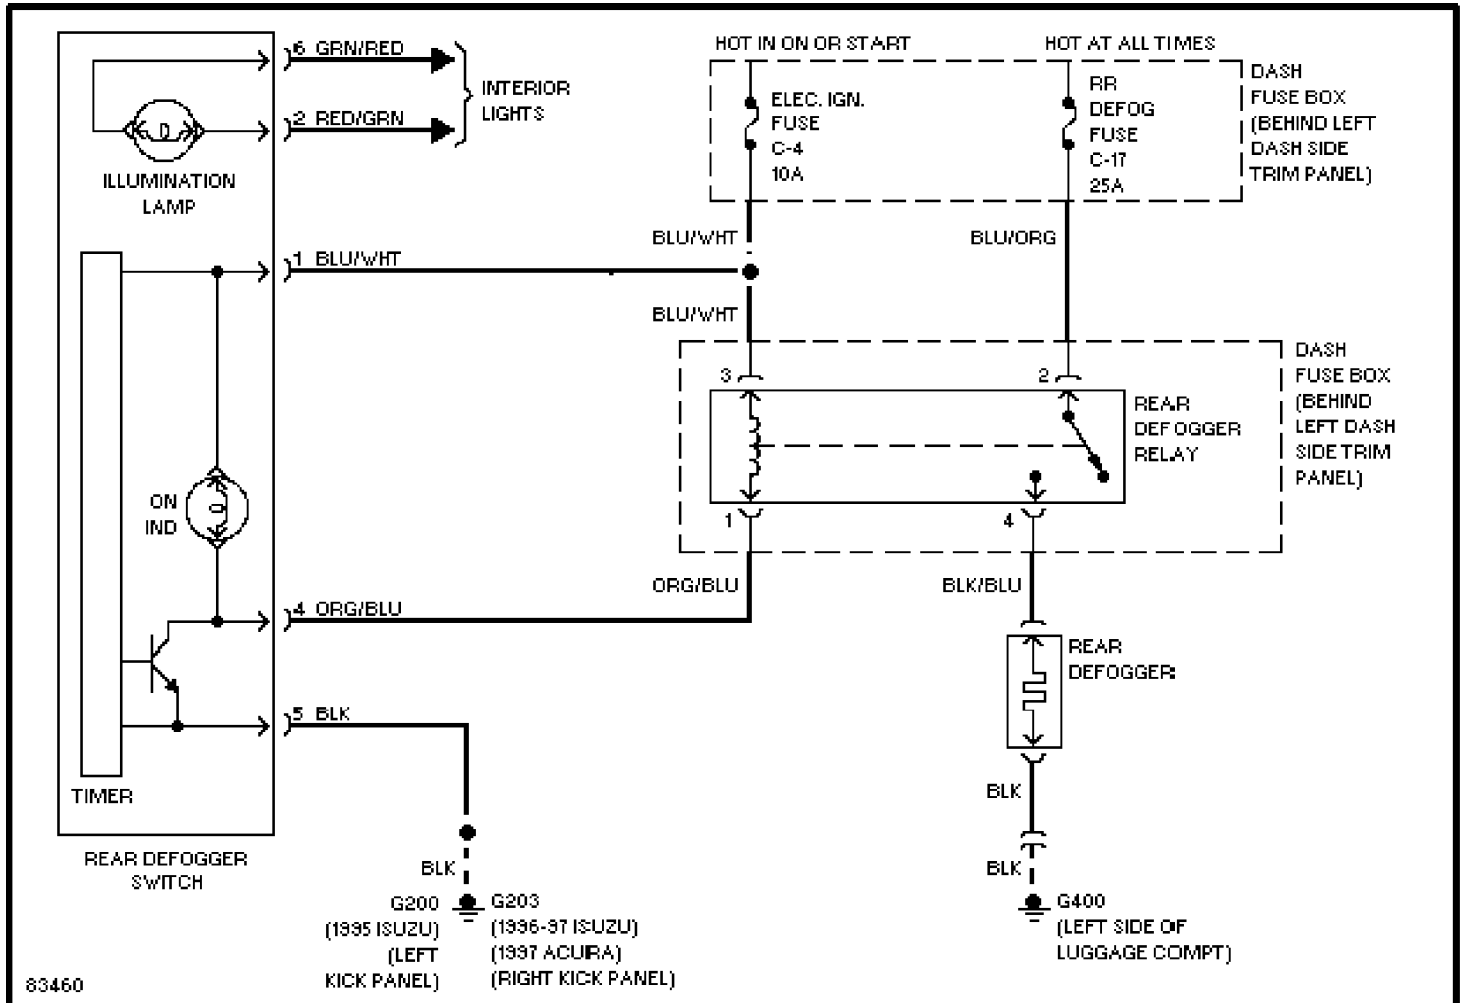 HOT IN ON OR START
HOT AT ALL TIMES
6 GRN/RED
2 RED/GRN
INTERIOR
LIGHTS
ILLUMINATION
LAMP
ELEC. IGN.
FUSE
C-4
10A
RR
DEFOG
FUSE
C-17
25A
DASH
FUSE BOX
(BEHIND LEFT
DASH SIDE
TRIM PANEL)
BLU/WHT
BLU/ORG
1 BLU/WHT
BLU/WHT
3
2
REAR
DEFOGGER
RELAY
DASH
FUSE BOX
(BEHIND
LEFT DASH
SIDE TRIM
PANEL)
ON
IND
1
4
ORG/BLU
BLK/BLU
4 ORG/BLU
REAR
DEFOGGER
5 BLK
TIMER
REAR DEFOGGER
SWITCH
BLK
BLK
BLK
G200
(1995 ISUZU)
(LEFT
KICK PANEL)
G203
(1996-97 ISUZU)
(1997 ACURA)
(RIGHT KICK PANEL)
G400
(LEFT SIDE OF
LUGGAGE COMPT)
83460